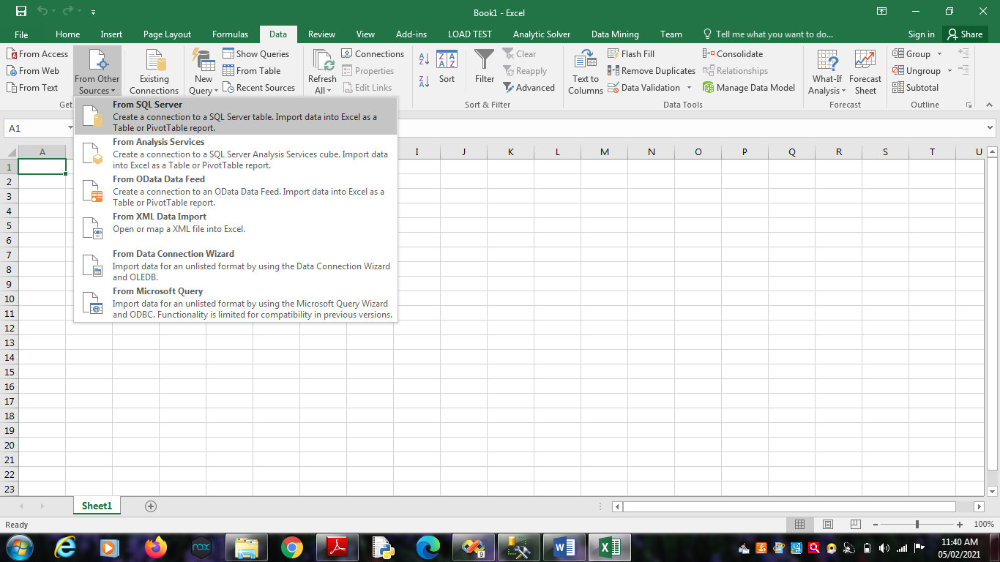 Book1 - Excel
File Home Insert Page Layout Formulas Data Review View Add-ins LOAD TEST Analytic Solver Data Mining Team Tell me what you want to do... Sign in Share
From Access
From Web
From Text
From Other
Sources
Existing
Connections
New
Query
Show Queries
From Table
Recent Sources
Refresh
All
Connections
Properties
Edit Links
Sort
Filter
Clear
Reapply
Advanced
Text to
Columns
Flash Fill
Remove Duplicates
Data Validation
Consolidate
Relationships
Manage Data Model
What-If
Analysis
Forecast
Sheet
Group
Ungroup
Subtotal
Get
Sort & Filter
Data Tools
Forecast
Outline
From SQL Server
Create a connection to a SQL Server table. Import data into Excel as a
Table or PivotTable report.
From Analysis Services
Create a connection to a SQL Server Analysis Services cube. Import data
into Excel as a Table or PivotTable report.
From OData Data Feed
Create a connection to an OData Data Feed. Import data into Excel as a
Table or PivotTable report.
From XML Data Import
Open or map a XML file into Excel.
From Data Connection Wizard
Import data for an unlisted format by using the Data Connection Wizard
and OLEDB.
From Microsoft Query
Import data for an unlisted format by using the Microsoft Query Wizard
and ODBC. Functionality is limited for compatibility in previous versions.
A1
A I J K L M N O P Q R S T U
1
2
3
4
5
6
7
8
9
10
11
12
13
14
15
16
17
18
19
20
21
22
23
Sheet1
Ready
100%
nox
11:40 AM
05/02/2021